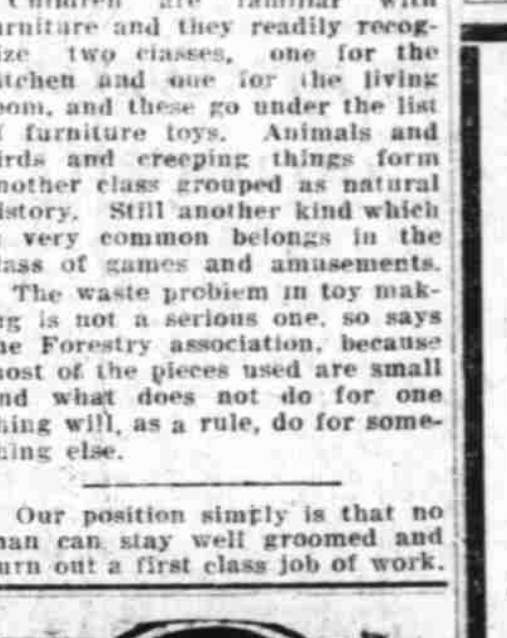 Children are familiar with
urniture and they readily recog-
ize two classes, one for the
itchen and one for the living
oom, and these go under the list
f furniture toys. Animals and
irds and creeping things form
nother class grouped as natural
istory. Still another kind which
very common belongs in the
lass of games and amusements.
The waste problem in toy mak-
ng is not a serious one, so says
he Forestry association, because
nost of the pieces used are small
nd what does not do for one
hing will, as a rule, do for some-
hing else.
Our position simply is that no
nan can stay well groomed and
urn out a first class job of work.